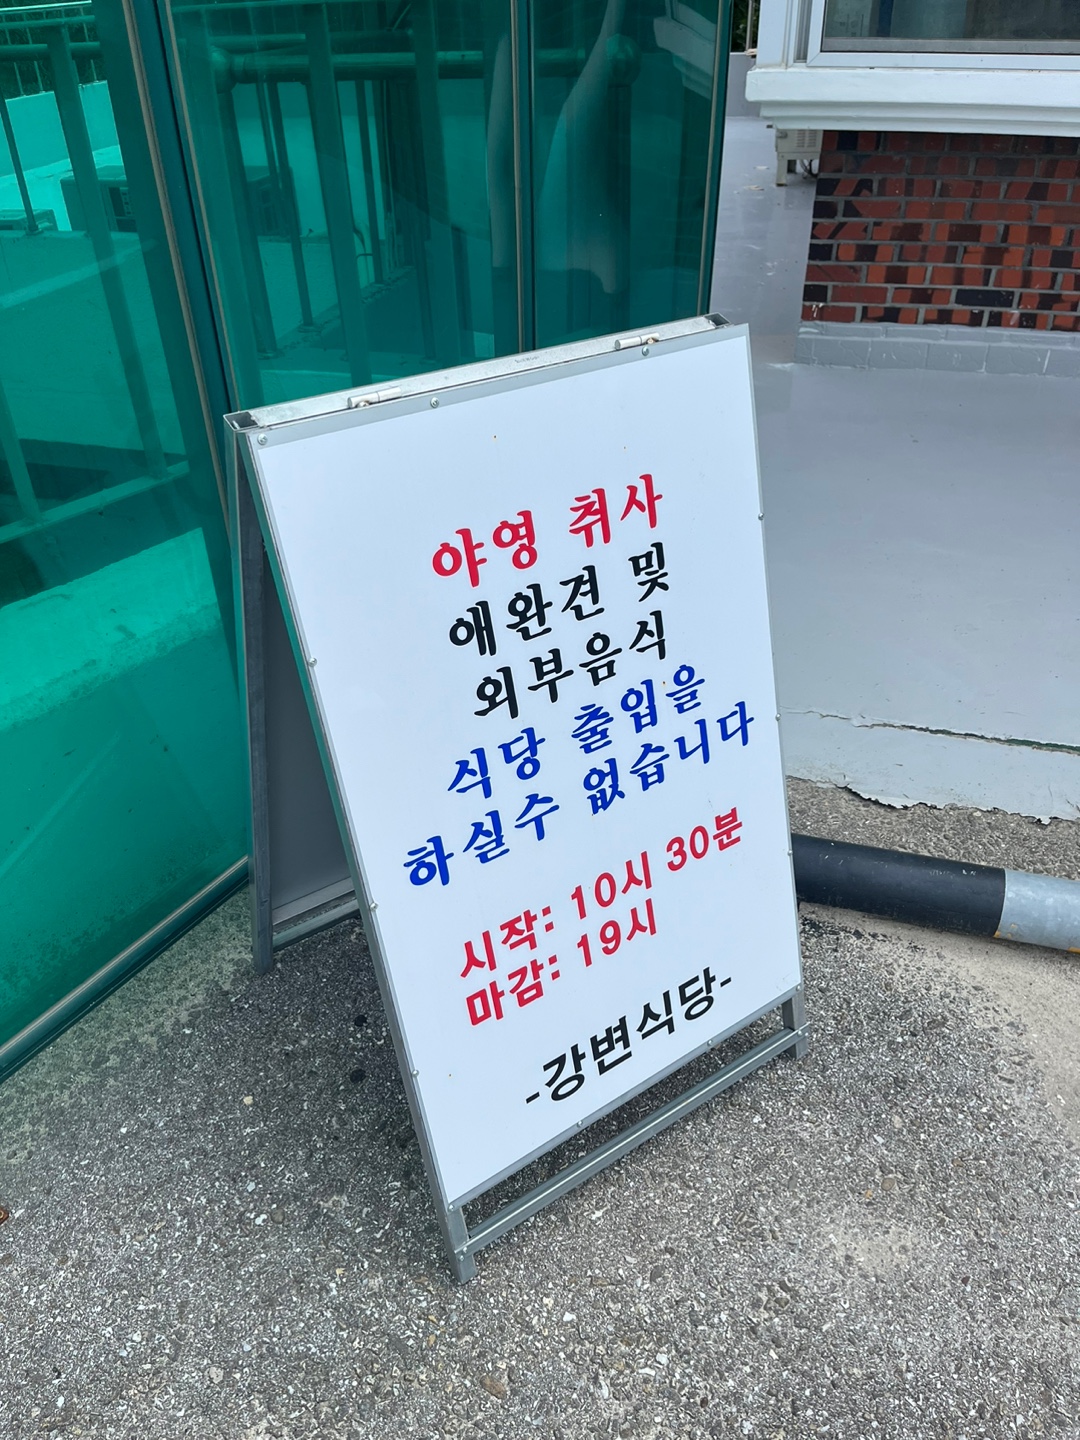 야영 취사
애완견 및
외부음식
식당 출입을
하실수 없습니다
시작: 10시 30분
마감: 19시
-강변식당-